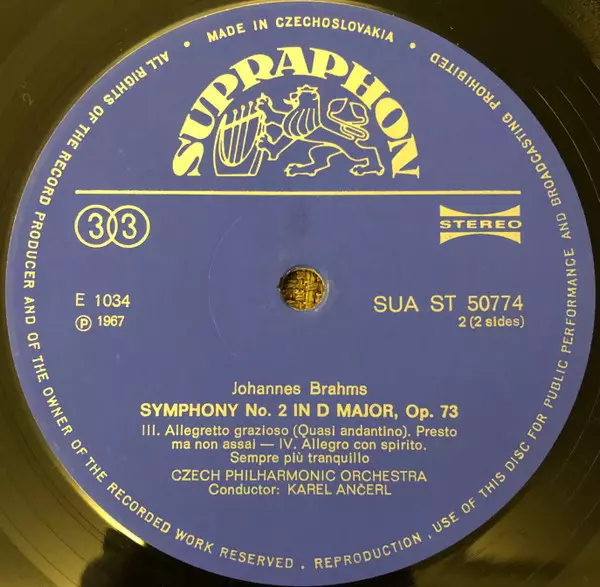 MADE IN CZECHOSLOVAKIA
ALL RIGHTS OF THE RECORD PRODUCER AND OF THE OWNER OF THE RECORDED WORK RESERVED . REPRODUCTION, USE OF THIS DISC FOR PUBLIC PERFORMANCE AND BROADCASTING PROHIBITED
SUPRAPHON
33
STEREO
E 1034
SUA ST 50774
Ⓟ 1967
2 (2 sides)
Johannes Brahms
SYMPHONY No. 2 IN D MAJOR, Op. 73
III. Allegretto grazioso (Quasi andantino). Presto
ma non assai — IV. Allegro con spirito.
Sempre più tranquillo
CZECH PHILHARMONIC ORCHESTRA
Conductor: KAREL ANČERL